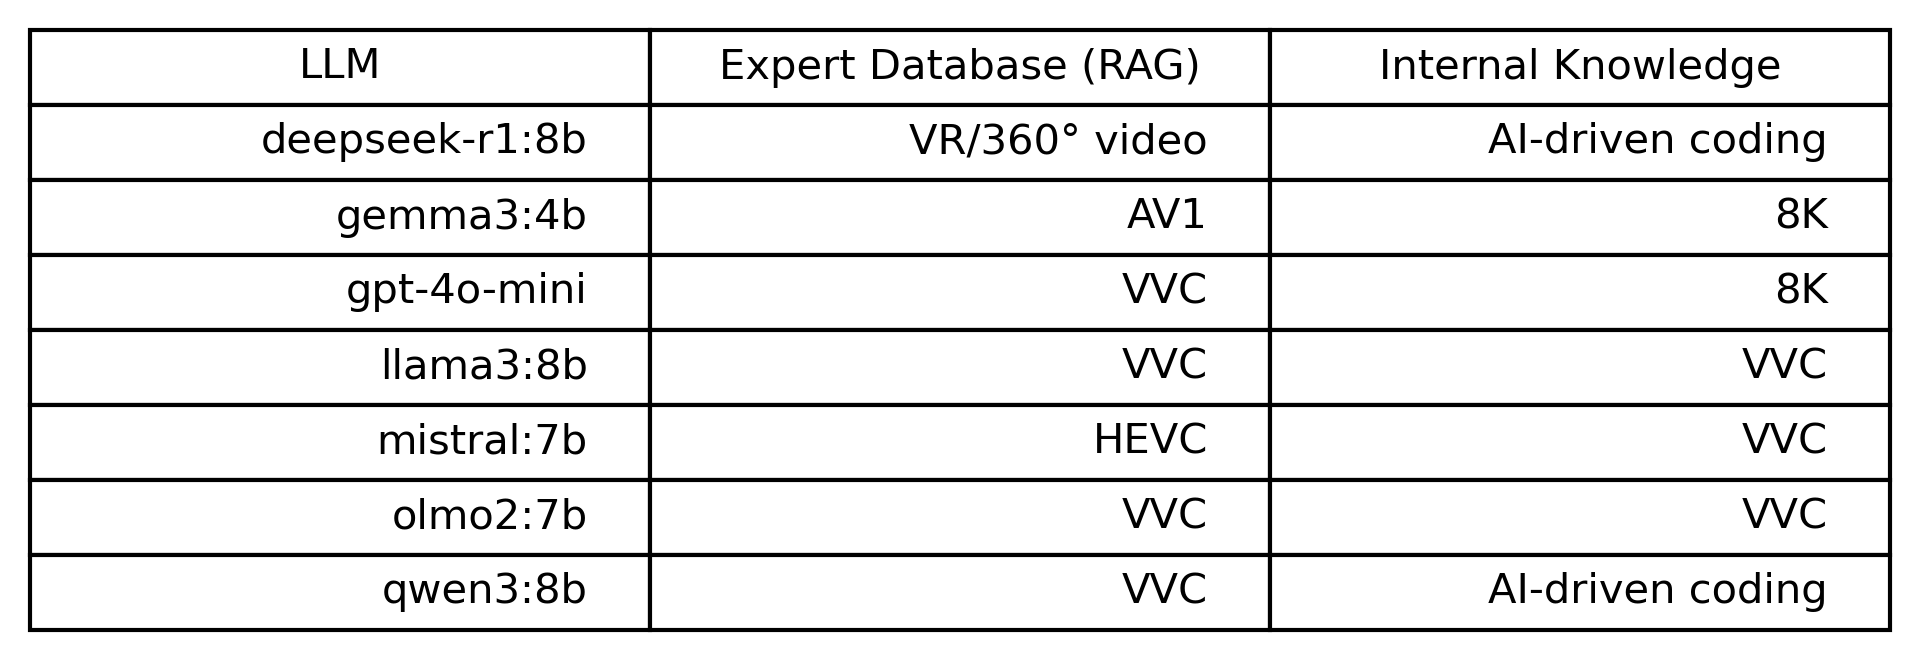 LLM Expert Database (RAG) Internal Knowledge
deepseek-r1:8b VR/360° video AI-driven coding
gemma3:4b AV1 8K
gpt-4o-mini VVC 8K
llama3:8b VVC VVC
mistral:7b HEVC VVC
olmo2:7b VVC VVC
qwen3:8b VVC AI-driven coding